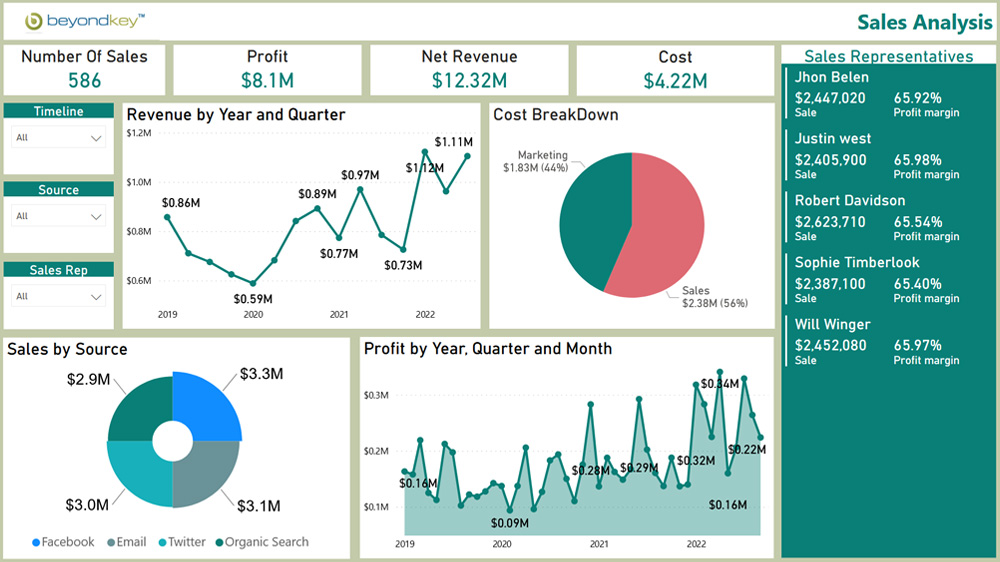 beyondkey™
Sales Analysis
Number Of Sales
586
Profit
$8.1M
Net Revenue
$12.32M
Cost
$4.22M
Timeline
All
Source
All
Sales Rep
All
Revenue by Year and Quarter
$1.2M
$1.0M
$0.8M
$0.6M
$0.86M
$0.59M
$0.89M
$0.77M
$0.97M
$0.73M
$1.12M
$1.11M
2019
2020
2021
2022
Cost BreakDown
Marketing
$1.83M (44%)
Sales
$2.38M (56%)
Sales Representatives
Jhon Belen
$2,447,020 65.92%
Sale Profit margin
Justin west
$2,405,900 65.98%
Sale Profit margin
Robert Davidson
$2,623,710 65.54%
Sale Profit margin
Sophie Timberlook
$2,387,100 65.40%
Sale Profit margin
Will Winger
$2,452,080 65.97%
Sale Profit margin
Sales by Source
$2.9M
$3.3M
$3.0M
$3.1M
Facebook Email Twitter Organic Search
Profit by Year, Quarter and Month
$0.3M
$0.2M
$0.1M
$0.16M
$0.09M
$0.28M
$0.29M
$0.32M
$0.34M
$0.16M
$0.22M
2019
2020
2021
2022